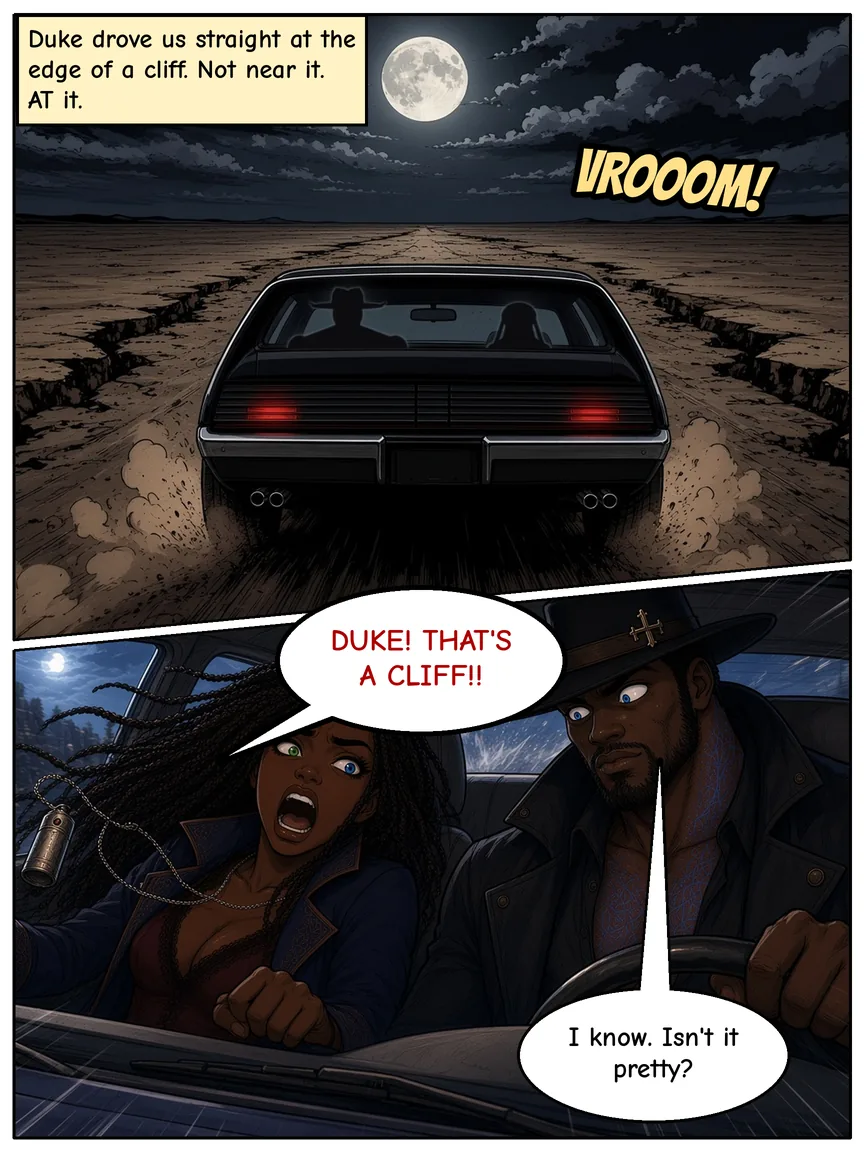 Duke drove us straight at the
edge of a cliff. Not near it.
AT it.
VROOOM!
DUKE! THAT'S
A CLIFF!!
I know. Isn't it
pretty?